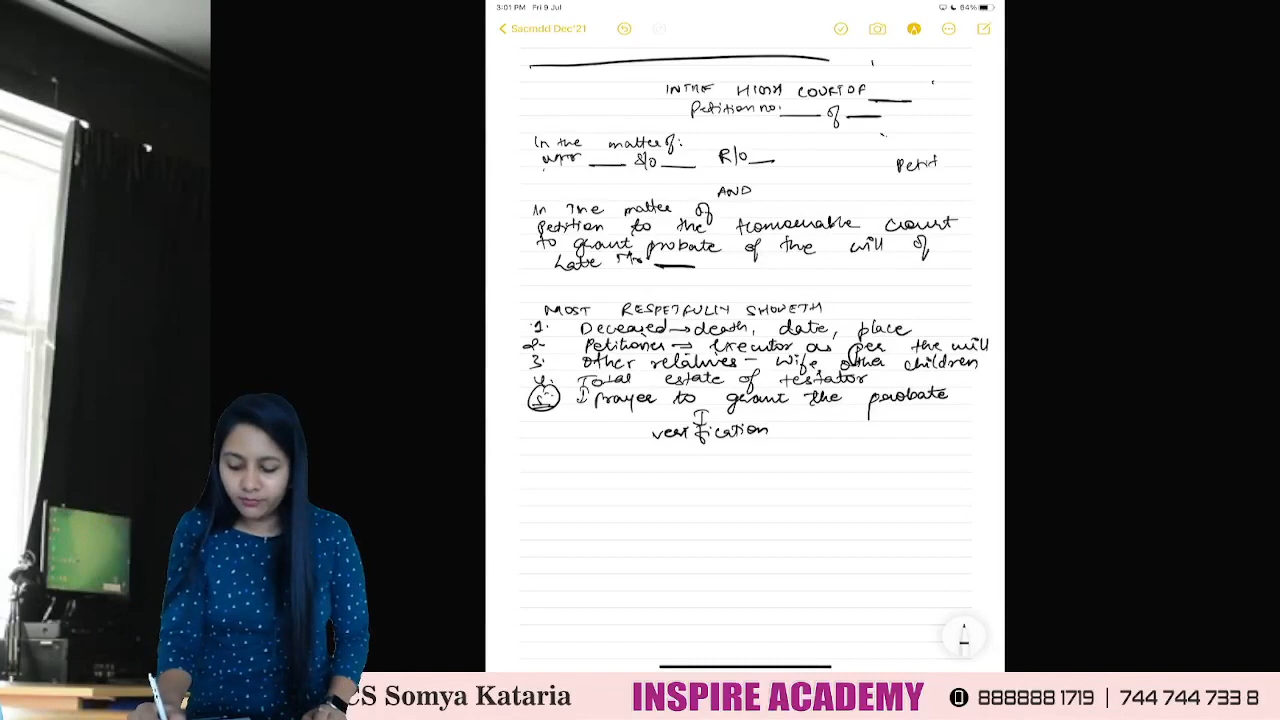 3:01 PM Fri 9 Jul
64%
Sacmdd Dec'21
IN THE HIGH COURT OF ____
Petition no. ____ of ____
In the matter of:
____ S/O ____ R/O ____
Petit
AND
In The matter of
petition to the Honourable Court
to grant probate of the will of
Late Mr. ____
MOST RESPETFULLY SHOWETH
1. Deceased → death, date, place
2. Petitioner → executor as per the will
3. Other relatives - wife, other children
4. Total estate of testator
5. prayer to grant the probate
verification
CS Somya Kataria
INSPIRE ACADEMY
888888 1719 | 744 744 733 8